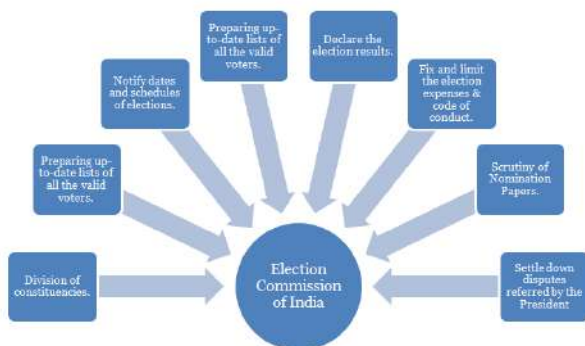 Preparing up-
to-date lists of
all the valid
voters.
Declare the
election results.
Notify dates
and schedules
of elections.
Fix and limit
the election
expenses &
code of
conduct.
Preparing up-
to-date lists of
all the valid
voters.
Scrutiny of
Nomination
Papers.
Division of
constituencies.
Election
Commission
of India
Settle down
disputes
referred by the
President